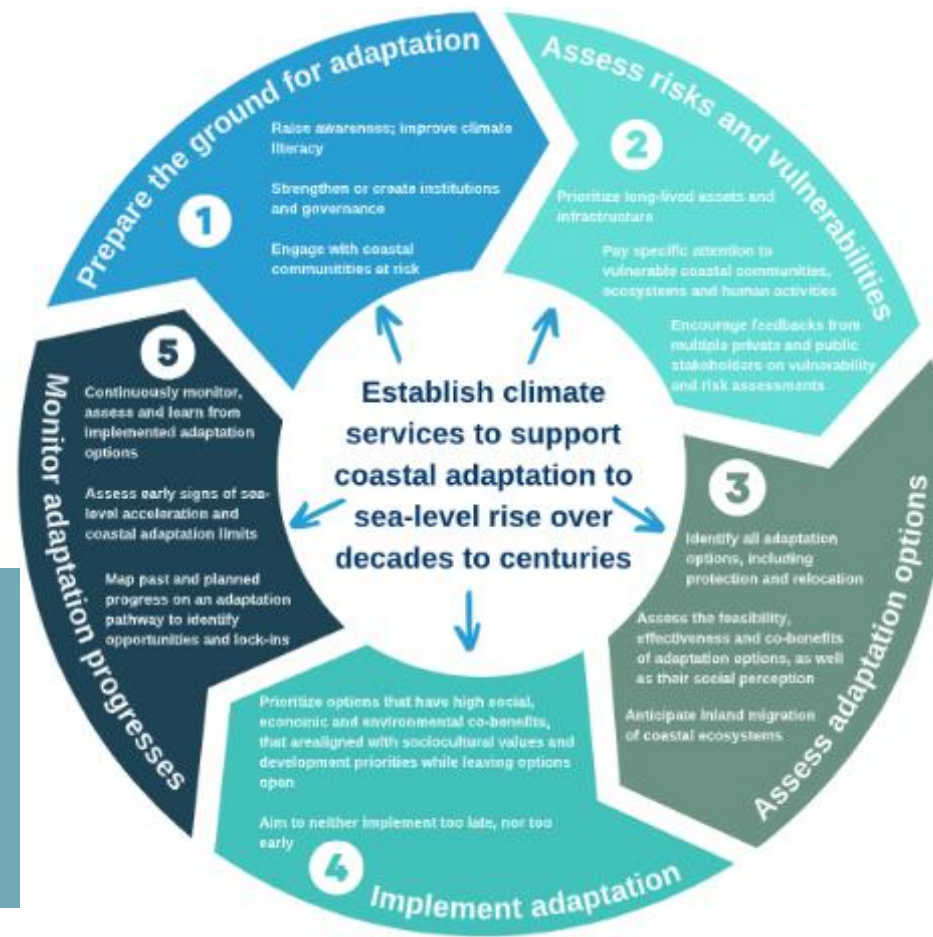 Prepare the ground for adaptation
1
Raise awareness; improve climate
literacy
Strengthen or create institutions
and governance
Engage with coastal
communitities at risk
Assess risks and vulnerabilities
2
Prioritize long-lived assets and
infrastructure
Pay specific attention to
vulnerable coastal communities,
ecosystems and human activities
Encourage feedbacks from
multiple private and public
stakeholders on vulnerability
and risk assessments
Assess adaptation options
3
Identify all adaptation
options, including
protection and relocation
Assess the feasibility,
effectiveness and co-benefits
of adaptation options, as well
as their social perception
Anticipate inland migration
of coastal ecosystems
Prioritize options that have high social,
economic and environmental co-benefits,
that arealigned with sociocultural values and
development priorities while leaving options
open
Aim to neither implement too late, nor too
early
4
Implement adaptation
Monitor adaptation progresses
5
Continuously monitor,
assess and learn from
implemented adaptation
options
Assess early signs of sea-
level acceleration and
coastal adaptation limits
Map past and planned
progress on an adaptation
pathway to identify
opportunities and lock-ins
Establish climate
services to support
coastal adaptation to
sea-level rise over
decades to centuries